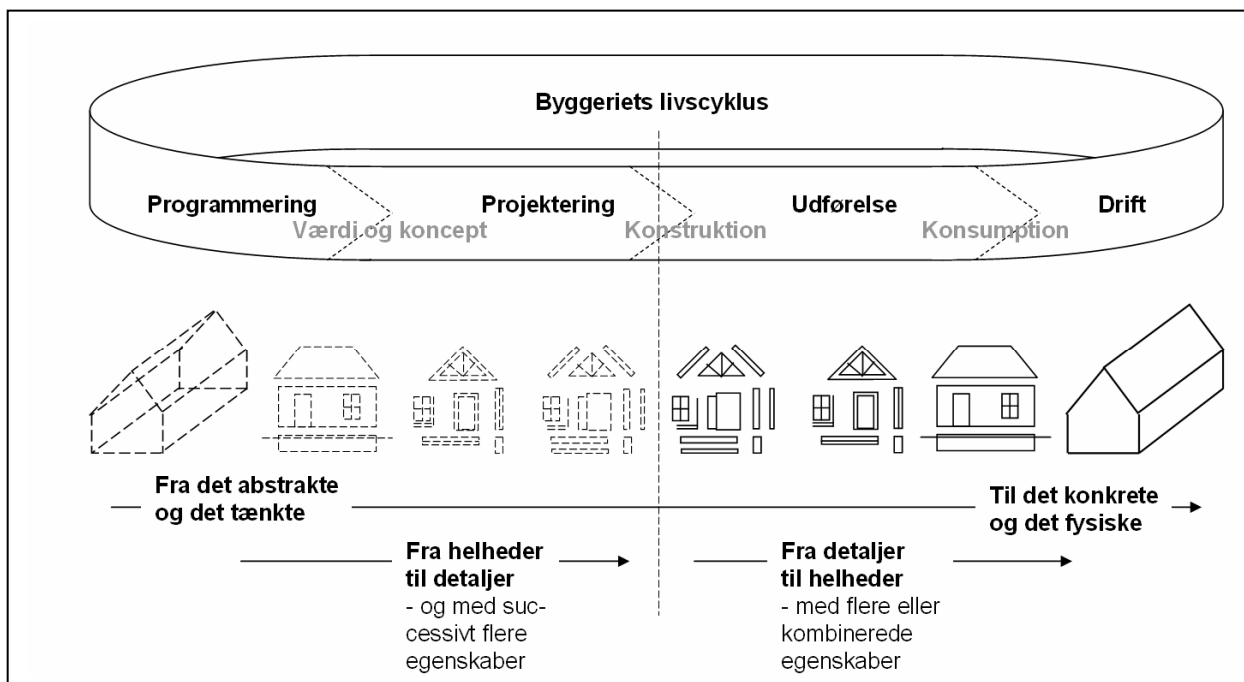 Byggeriets livscyklus
Programmering
Projektering
Udførelse
Drift
Værdi og koncept
Konstruktion
Konsumption
Fra det abstrakte
og det tænkte
Til det konkrete
og det fysiske
Fra helheder
til detaljer
- og med suc-
cessivt flere
egenskaber
Fra detaljer
til helheder
- med flere eller
kombinerede
egenskaber